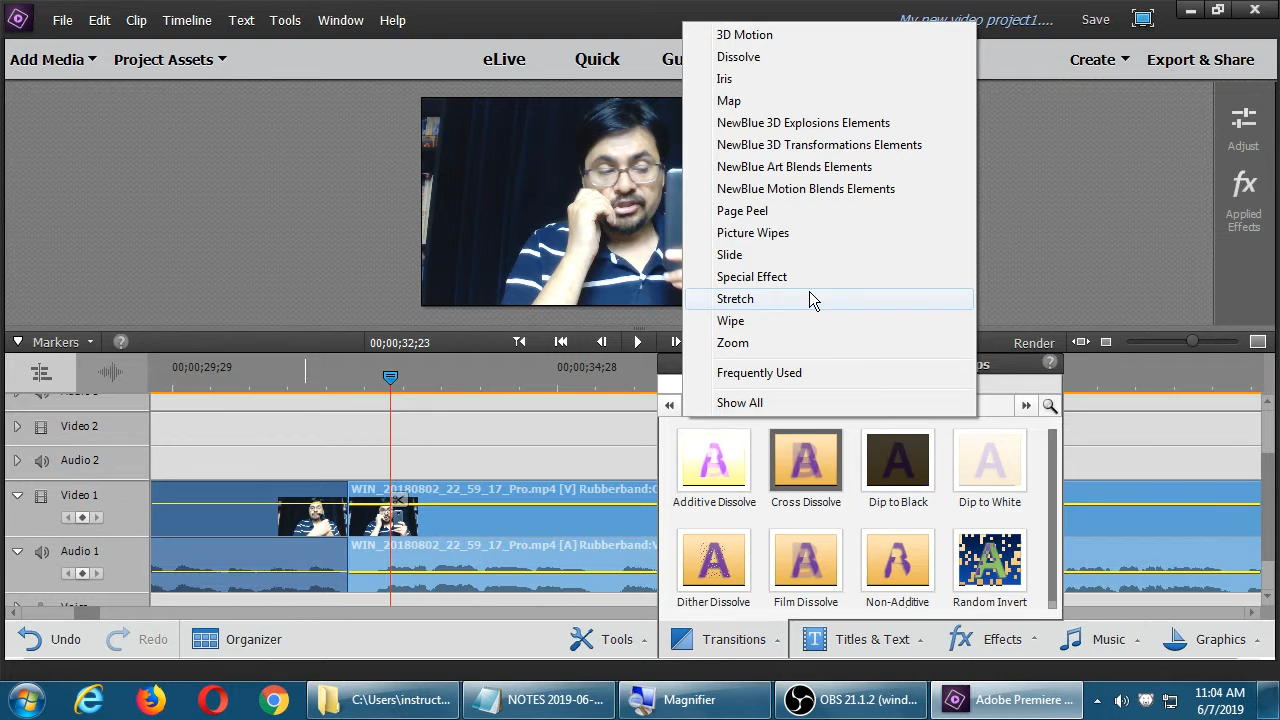 File Edit Clip Timeline Text Tools Window Help
My new video project1.... Save
Add Media Project Assets eLive Quick Gu Create Export & Share
3D Motion
Dissolve
Iris
Map
NewBlue 3D Explosions Elements
NewBlue 3D Transformations Elements
NewBlue Art Blends Elements
NewBlue Motion Blends Elements
Page Peel
Picture Wipes
Slide
Special Effect
Stretch
Wipe
Zoom
Frequently Used
Show All
Adjust
fx
Applied
Effects
Markers ? 00;00;32;23 Render
00;00;29;29 00;00;34;28 ?
Video 2
Audio 2
Video 1
WIN_20180802_22_59_17_Pro.mp4 [V] Rubberband:
Audio 1
WIN_20180802_22_59_17_Pro.mp4 [A] Rubberband:
Additive Dissolve Cross Dissolve Dip to Black Dip to White
Dither Dissolve Film Dissolve Non-Additive Random Invert
Undo Redo Organizer Tools Transitions T Titles & Text fx Effects Music Graphics
C:\Users\instruct... NOTES 2019-06-... Magnifier OBS 21.1.2 (wind... Adobe Premiere ...
11:04 AM
6/7/2019